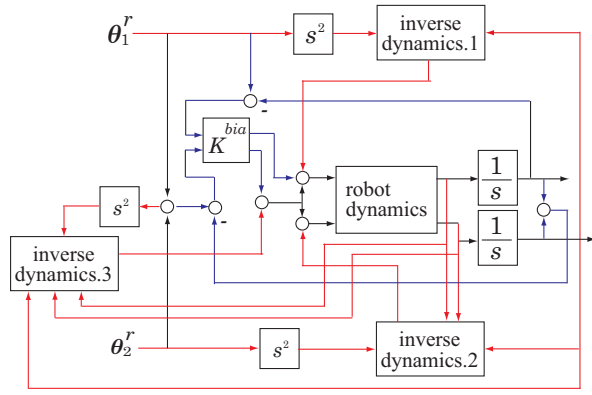 θ₁ʳ
s²
inverse
dynamics.1
-
K^bia
robot
dynamics
1/s
s²
-
1/s
inverse
dynamics.3
θ₂ʳ
s²
inverse
dynamics.2